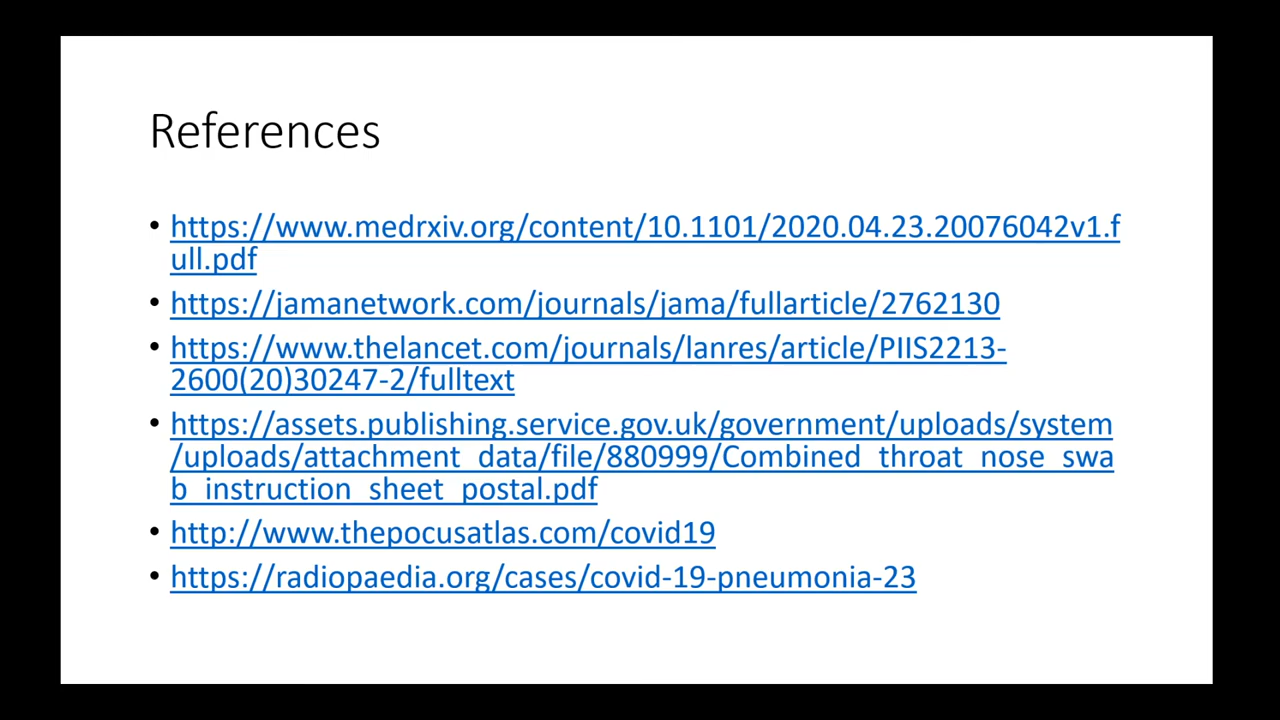 References
• https://www.medrxiv.org/content/10.1101/2020.04.23.20076042v1.f
ull.pdf
• https://jamanetwork.com/journals/jama/fullarticle/2762130
• https://www.thelancet.com/journals/lanres/article/PIIS2213-
2600(20)30247-2/fulltext
• https://assets.publishing.service.gov.uk/government/uploads/system
/uploads/attachment_data/file/880999/Combined_throat_nose_swa
b_instruction_sheet_postal.pdf
• http://www.thepocusatlas.com/covid19
• https://radiopaedia.org/cases/covid-19-pneumonia-23